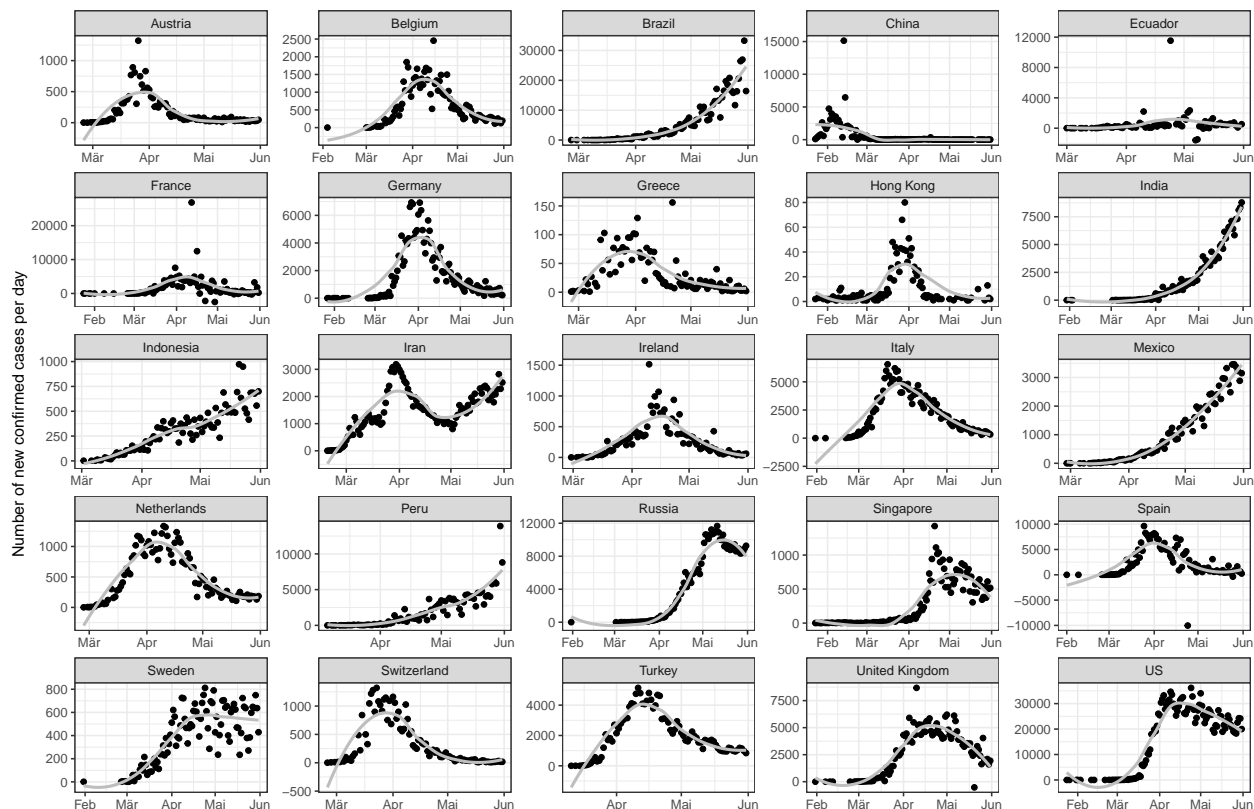 Number of new confirmed cases per day
Austria Belgium Brazil China Ecuador
1000 500 0
2500 2000 1500 1000 500 0
30000 20000 10000 0
15000 10000 5000 0
12000 8000 4000 0
Mär Apr Mai Jun
Feb Mär Apr Mai Jun
Mär Apr Mai Jun
Feb Mär Apr Mai Jun
Mär Apr Mai Jun
France Germany Greece Hong Kong India
20000 10000 0
6000 4000 2000 0
150 100 50 0
80 60 40 20 0
7500 5000 2500 0
Feb Mär Apr Mai Jun
Feb Mär Apr Mai Jun
Mär Apr Mai Jun
Feb Mär Apr Mai Jun
Feb Mär Apr Mai Jun
Indonesia Iran Ireland Italy Mexico
1000 750 500 250 0
3000 2000 1000 0
1500 1000 500 0
5000 2500 0 −2500
3000 2000 1000 0
Mär Apr Mai Jun
Mär Apr Mai Jun
Mär Apr Mai Jun
Feb Mär Apr Mai Jun
Mär Apr Mai Jun
Netherlands Peru Russia Singapore Spain
1000 500 0
10000 5000 0
12000 8000 4000 0
1000 500 0
10000 5000 0 −5000 −10000
Mär Apr Mai Jun
Apr Mai Jun
Feb Mär Apr Mai Jun
Feb Mär Apr Mai Jun
Feb Mär Apr Mai Jun
Sweden Switzerland Turkey United Kingdom US
800 600 400 200 0
1000 500 0 −500
4000 2000 0
7500 5000 2500 0
30000 20000 10000 0
Feb Mär Apr Mai Jun
Mär Apr Mai Jun
Apr Mai Jun
Feb Mär Apr Mai Jun
Feb Mär Apr Mai Jun